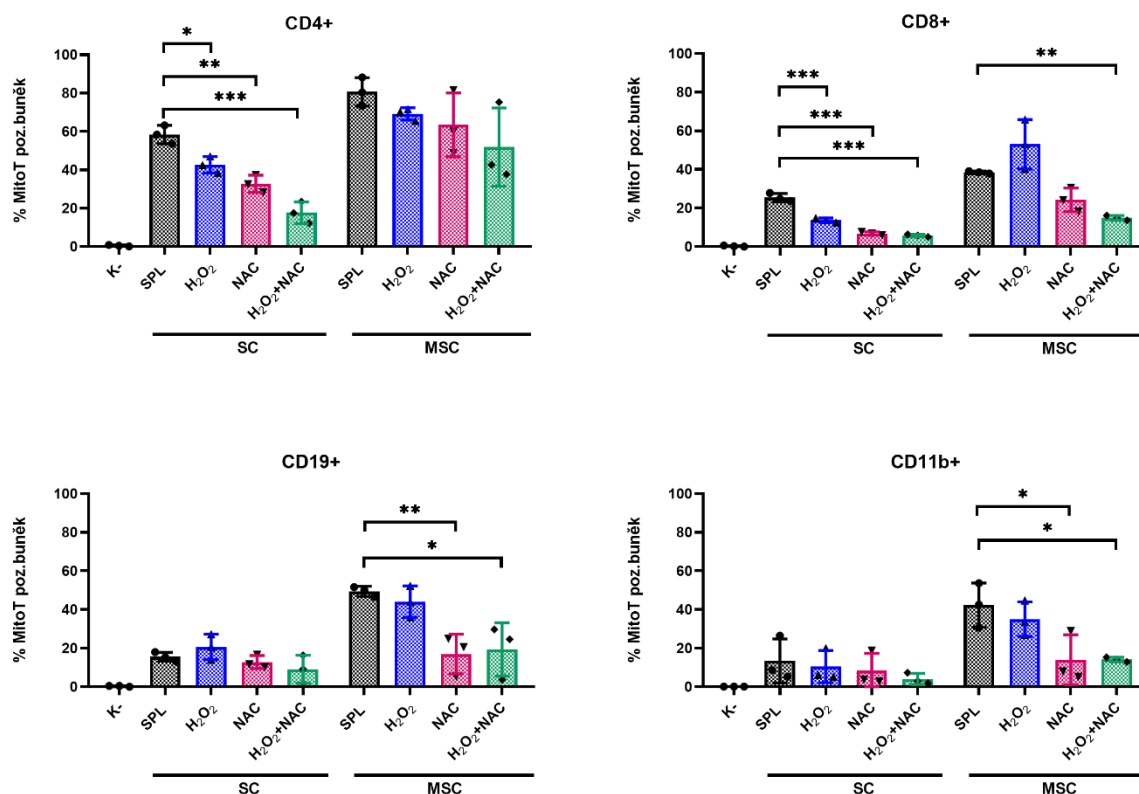 CD4+
*
**
***
% MitoT poz.buněk
100
80
60
40
20
0
K-
SPL
H₂O₂
NAC
H₂O₂+NAC
SPL
H₂O₂
NAC
H₂O₂+NAC
SC
MSC
CD8+
**
***
***
***
% MitoT poz.buněk
100
80
60
40
20
0
K-
SPL
H₂O₂
NAC
H₂O₂+NAC
SPL
H₂O₂
NAC
H₂O₂+NAC
SC
MSC
CD19+
**
*
% MitoT poz.buněk
100
80
60
40
20
0
K-
SPL
H₂O₂
NAC
H₂O₂+NAC
SPL
H₂O₂
NAC
H₂O₂+NAC
SC
MSC
CD11b+
*
*
% MitoT poz.buněk
100
80
60
40
20
0
K-
SPL
H₂O₂
NAC
H₂O₂+NAC
SPL
H₂O₂
NAC
H₂O₂+NAC
SC
MSC